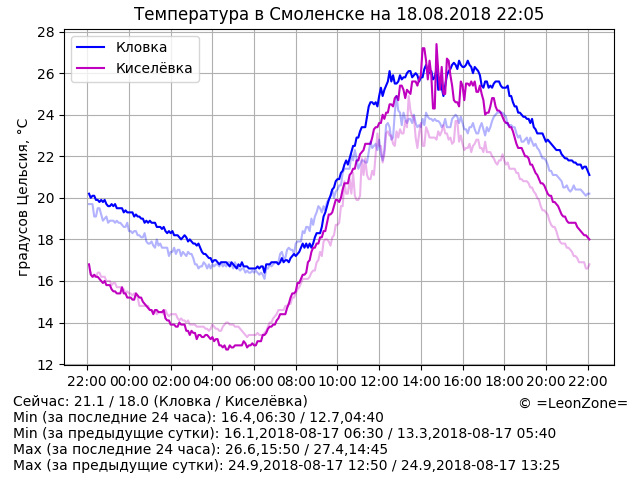 Температура в Смоленске на 18.08.2018 22:05
Кловка
Киселёвка
градусов Цельсия, °C
28
26
24
22
20
18
16
14
12
22:00 00:00 02:00 04:00 06:00 08:00 10:00 12:00 14:00 16:00 18:00 20:00 22:00
Сейчас: 21.1 / 18.0 (Кловка / Киселёвка)
© =LeonZone=
Min (за последние 24 часа): 16.4,06:30 / 12.7,04:40
Min (за предыдущие сутки): 16.1,2018-08-17 06:30 / 13.3,2018-08-17 05:40
Max (за последние 24 часа): 26.6,15:50 / 27.4,14:45
Max (за предыдущие сутки): 24.9,2018-08-17 12:50 / 24.9,2018-08-17 13:25